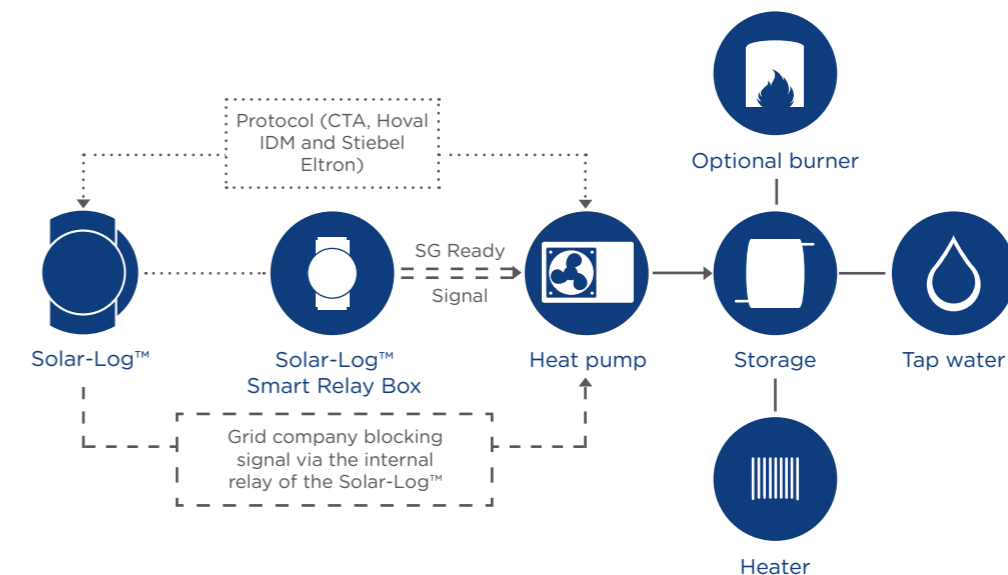 Protocol (CTA, Hoval
IDM and Stiebel
Eltron)
Optional burner
SG Ready
Signal
Solar-Log™
Solar-Log™
Smart Relay Box
Heat pump
Storage
Tap water
Grid company blocking
signal via the internal
relay of the Solar-Log™
Heater